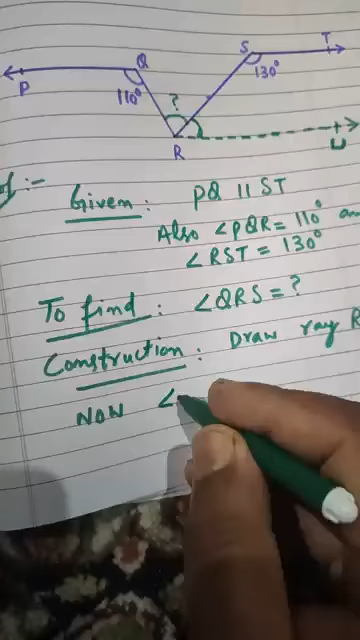 P Q S T
110° ? 130°
R U
Given: PQ || ST
Also ∠PQR = 110°
∠RST = 130°
To find: ∠QRS = ?
Construction: Draw ray R
Now ∠